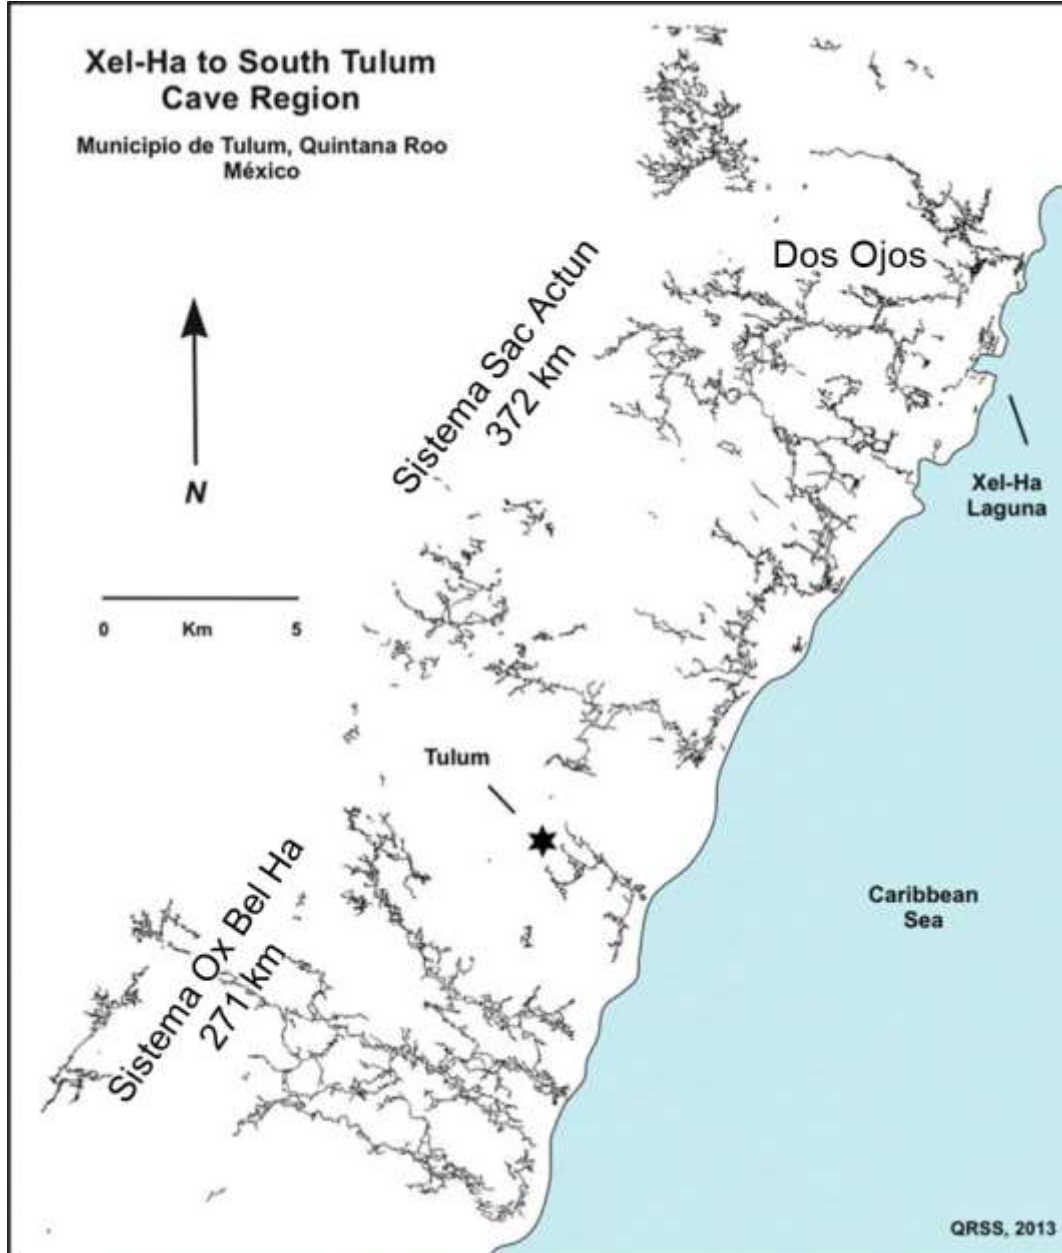 Xel-Ha to South Tulum
Cave Region
Municipio de Tulum, Quintana Roo
México
Dos Ojos
Sistema Sac Actun
372 km
N
Xel-Ha
Laguna
0 Km 5
Tulum
Caribbean
Sea
Sistema Ox Bel Ha
271 km
QRSS, 2013